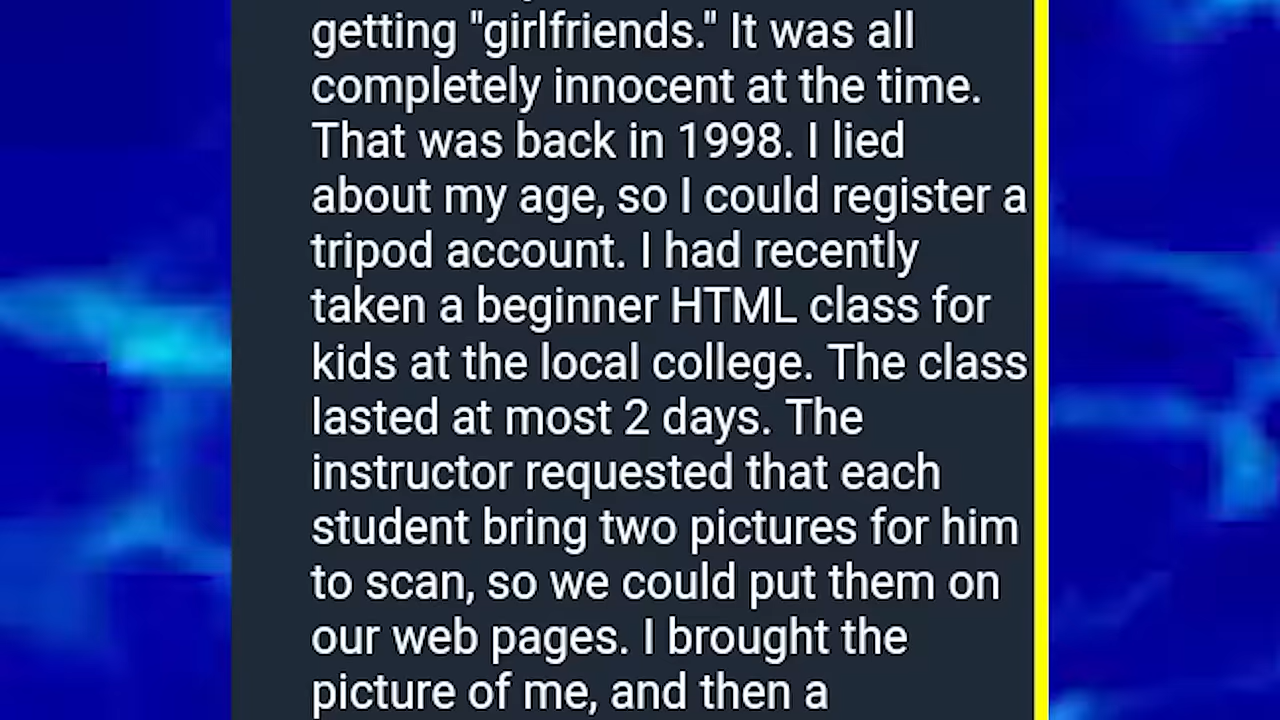 getting "girlfriends." It was all
completely innocent at the time.
That was back in 1998. I lied
about my age, so I could register a
tripod account. I had recently
taken a beginner HTML class for
kids at the local college. The class
lasted at most 2 days. The
instructor requested that each
student bring two pictures for him
to scan, so we could put them on
our web pages. I brought the
picture of me, and then a